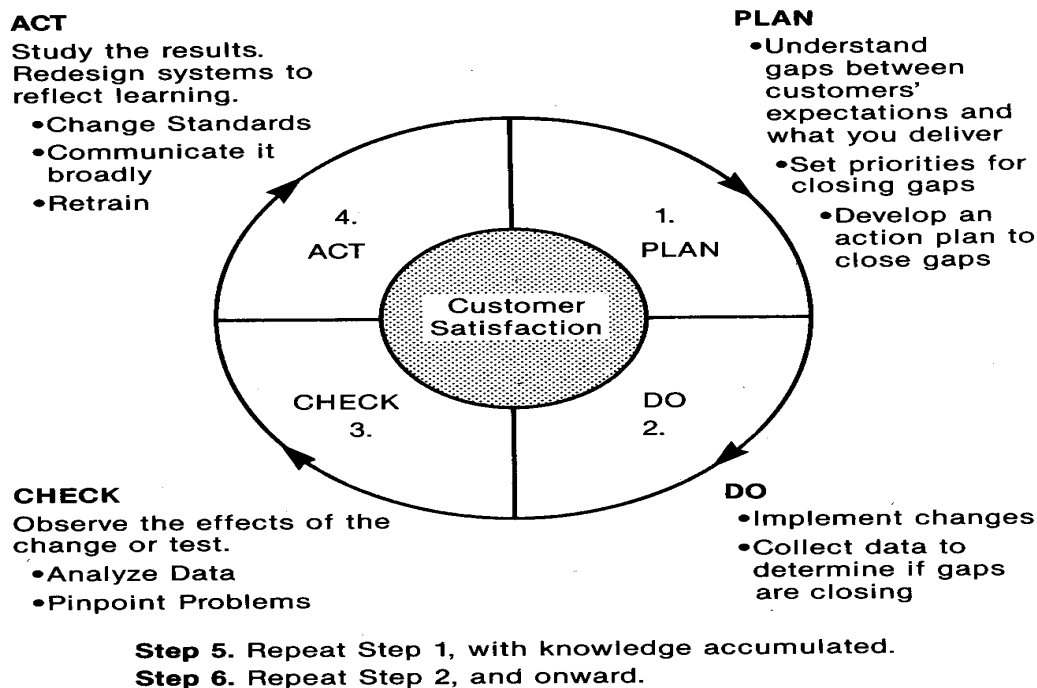 ACT
Study the results.
Redesign systems to
reflect learning.
•Change Standards
•Communicate it
broadly
•Retrain
PLAN
•Understand
gaps between
customers'
expectations and
what you deliver
•Set priorities for
closing gaps
•Develop an
action plan to
close gaps
4.
ACT
1.
PLAN
Customer
Satisfaction
CHECK
3.
DO
2.
CHECK
Observe the effects of the
change or test.
•Analyze Data
•Pinpoint Problems
DO
•Implement changes
•Collect data to
determine if gaps
are closing
Step 5. Repeat Step 1, with knowledge accumulated.
Step 6. Repeat Step 2, and onward.